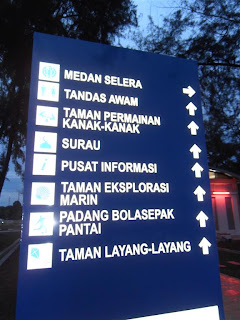 MEDAN SELERA
TANDAS AWAM
TAMAN PERMAINAN
KANAK-KANAK
SURAU
PUSAT INFORMASI
TAMAN EKSPLORASI
MARIN
PADANG BOLASEPAK
PANTAI
TAMAN LAYANG-LAYANG